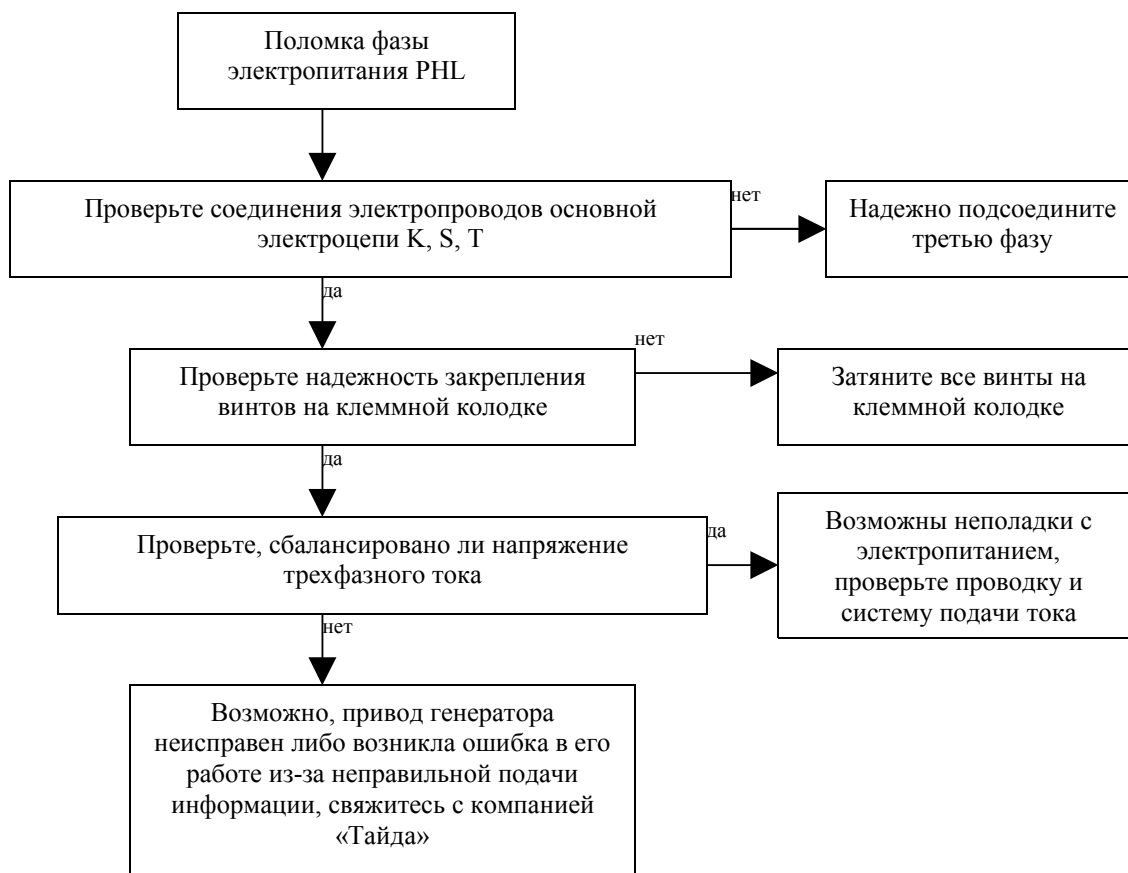 Поломка фазы
электропитания PHL
Проверьте соединения электропроводов основной
электроцепи K, S, T
нет
Надежно подсоедините
третью фазу
да
Проверьте надежность закрепления
винтов на клеммной колодке
нет
Затяните все винты на
клеммной колодке
да
Проверьте, сбалансировано ли напряжение
трехфазного тока
да
Возможны неполадки с
электропитанием,
проверьте проводку и
систему подачи тока
нет
Возможно, привод генератора
неисправен либо возникла ошибка в его
работе из-за неправильной подачи
информации, свяжитесь с компанией
«Тайда»